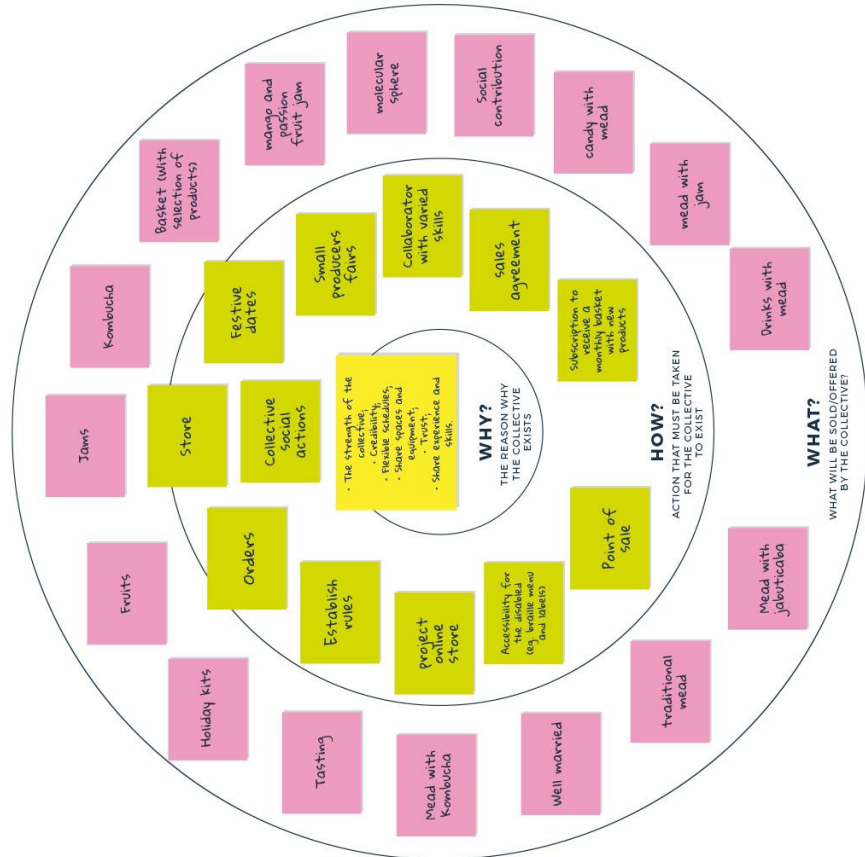 · The strength of the
collective;
· Credibility;
· Flexible schedules;
· Share spaces and
equipment;
· Trust;
· Share experience and
skills.
WHY?
THE REASON WHY
THE COLLECTIVE
EXISTS
Point of
sale
Accessibility for
the disabled
(eg. braille menu
and labels)
project
online
store
Establish
rules
Orders
Store
Collective
social
actions
Festive
dates
Small
producers
fairs
Collaborator
with varied
skills
Sales
agreement
Subscription to
receive a
monthly basket
with new
products
HOW?
ACTION THAT MUST BE TAKEN
FOR THE COLLECTIVE
TO EXIST
Mead with
jabuticaba
traditional
mead
Well married
Mead with
Kombucha
Tasting
Holiday Kits
Fruits
Jams
Kombucha
Basket (With
selection of
products)
mango and
passion
fruit jam
molecular
sphere
Social
contribution
candy with
mead
mead with
jam
Drinks with
mead
WHAT?
WHAT WILL BE SOLD/OFFERED
BY THE COLLECTIVE?